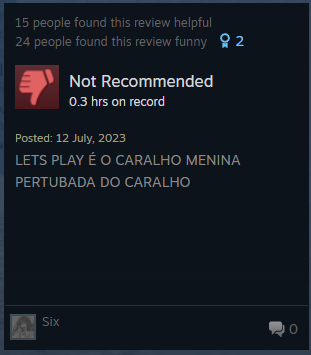 15 people found this review helpful
24 people found this review funny 2
Not Recommended
0.3 hrs on record
Posted: 12 July, 2023
LETS PLAY É O CARALHO MENINA
PERTUBADA DO CARALHO
Six
0